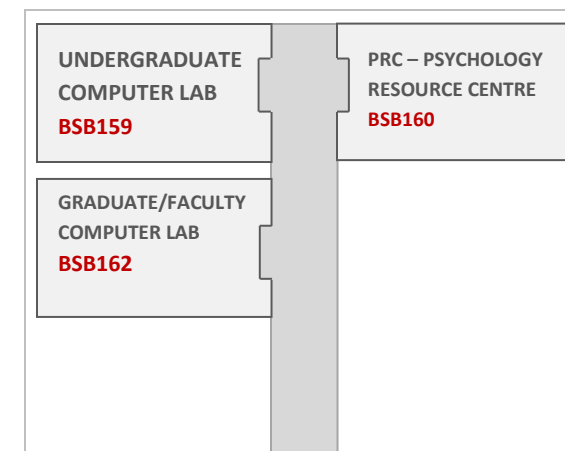 UNDERGRADUATE
COMPUTER LAB
BSB159
PRC – PSYCHOLOGY
RESOURCE CENTRE
BSB160
GRADUATE/FACULTY
COMPUTER LAB
BSB162